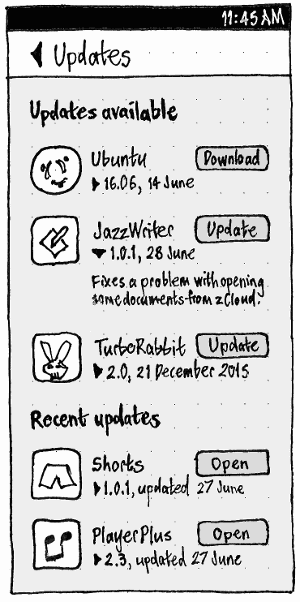 11:45 AM
Updates
Updates available
Ubuntu Download
16.06, 14 June
JazzWriter Update
1.0.1, 28 June
Fixes a problem with opening
some documents from zCloud.
TurboRabbit Update
2.0, 21 December 2015
Recent updates
Shorts Open
1.0.1, updated 27 June
PlayerPlus Open
2.3, updated 27 June